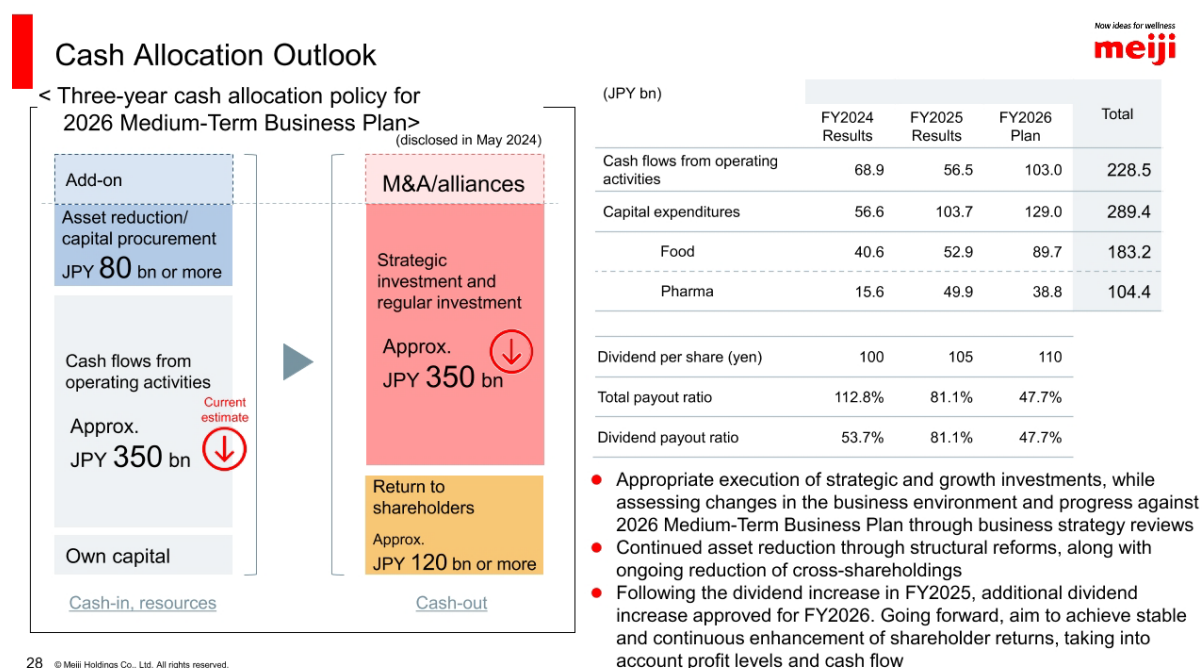 Now ideas for wellness
meiji
Cash Allocation Outlook
< Three-year cash allocation policy for
2026 Medium-Term Business Plan>
(disclosed in May 2024)
Add-on
Asset reduction/
capital procurement
JPY 80 bn or more
Cash flows from
operating activities
Current
estimate
Approx.
JPY 350 bn
Own capital
Cash-in, resources
M&A/alliances
Strategic
investment and
regular investment
Approx.
JPY 350 bn
Return to
shareholders
Approx.
JPY 120 bn or more
Cash-out
(JPY bn)
FY2024 Results FY2025 Results FY2026 Plan Total
Cash flows from operating activities 68.9 56.5 103.0 228.5
Capital expenditures 56.6 103.7 129.0 289.4
Food 40.6 52.9 89.7 183.2
Pharma 15.6 49.9 38.8 104.4
Dividend per share (yen) 100 105 110
Total payout ratio 112.8% 81.1% 47.7%
Dividend payout ratio 53.7% 81.1% 47.7%
● Appropriate execution of strategic and growth investments, while
assessing changes in the business environment and progress against
2026 Medium-Term Business Plan through business strategy reviews
● Continued asset reduction through structural reforms, along with
ongoing reduction of cross-shareholdings
● Following the dividend increase in FY2025, additional dividend
increase approved for FY2026. Going forward, aim to achieve stable
and continuous enhancement of shareholder returns, taking into
account profit levels and cash flow
28 © Meiji Holdings Co., Ltd. All rights reserved.